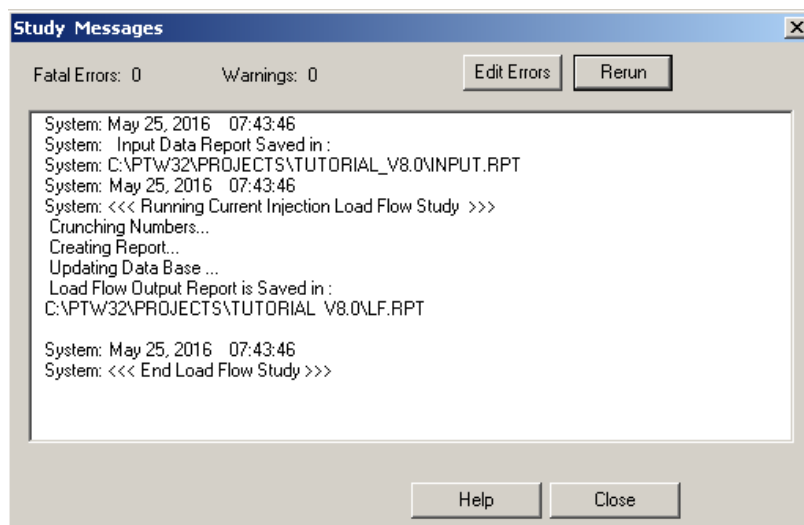 Study Messages
Fatal Errors: 0 Warnings: 0 Edit Errors Rerun
System: May 25, 2016 07:43:46
System: Input Data Report Saved in :
System: C:\PTW32\PROJECTS\TUTORIAL_V8.0\INPUT.RPT
System: May 25, 2016 07:43:46
System: <<< Running Current Injection Load Flow Study >>>
Crunching Numbers...
Creating Report...
Updating Data Base ...
Load Flow Output Report is Saved in :
C:\PTW32\PROJECTS\TUTORIAL V8.0\LF.RPT
System: May 25, 2016 07:43:46
System: <<< End Load Flow Study >>>
Help Close